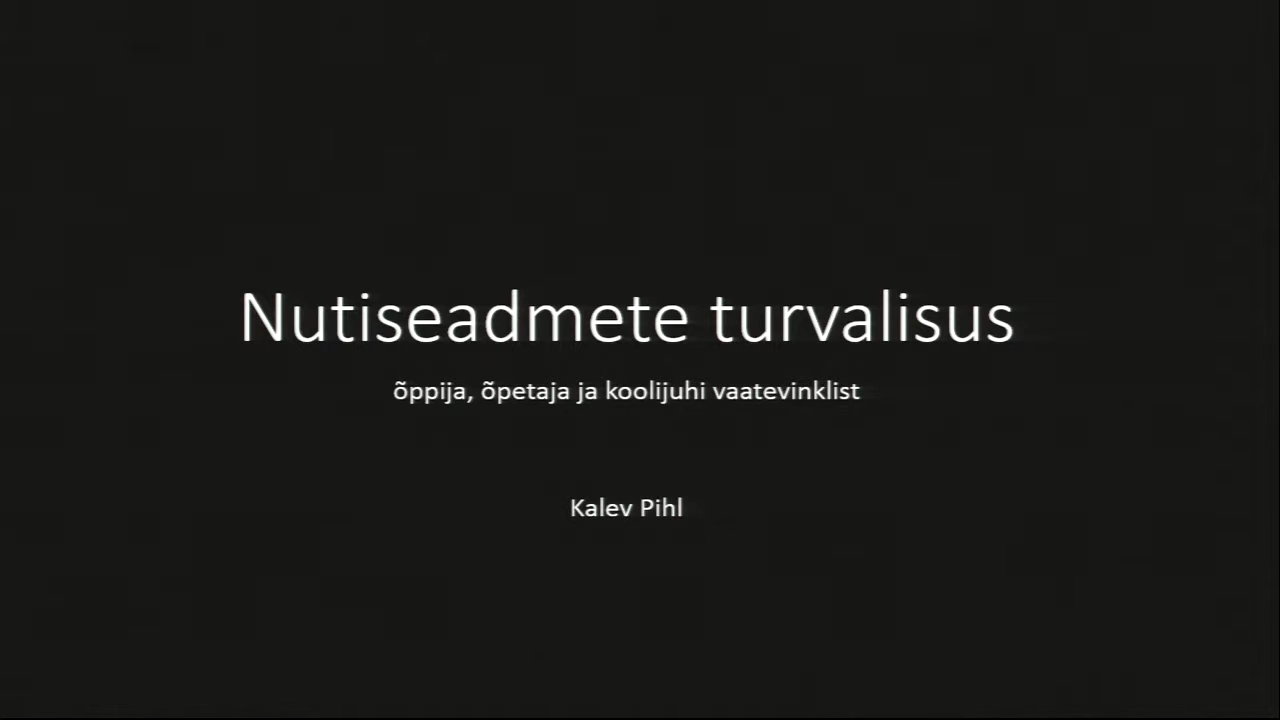 Nutiseadmete turvalisus
õppija, õpetaja ja koolijuhi vaatevinklist
Kalev Pihl